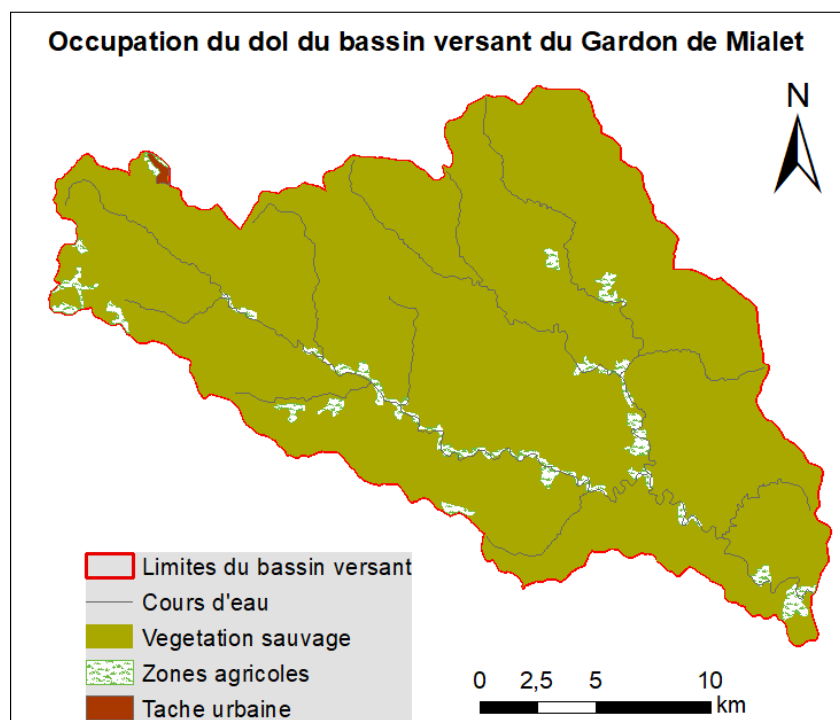 Occupation du dol du bassin versant du Gardon de Mialet
N
Limites du bassin versant
Cours d'eau
Vegetation sauvage
Zones agricoles
Tache urbaine
0 2,5 5 10
km